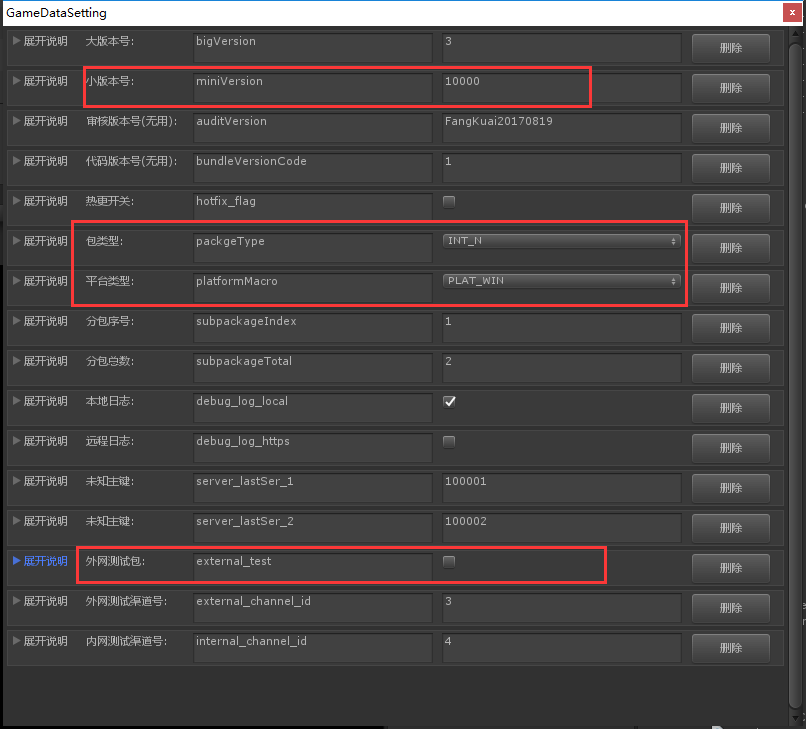 GameDataSetting x
展开说明 大版本号: bigVersion 3 删除
展开说明 小版本号: miniVersion 10000 删除
展开说明 审核版本号(无用): auditVersion FangKuai20170819 删除
展开说明 代码版本号(无用): bundleVersionCode 1 删除
展开说明 热更开关: hotfix_flag 删除
展开说明 包类型: packgeType INT_N 删除
展开说明 平台类型: platformMacro PLAT_WIN 删除
展开说明 分包序号: subpackageIndex 1 删除
展开说明 分包总数: subpackageTotal 2 删除
展开说明 本地日志: debug_log_local 删除
展开说明 远程日志: debug_log_https 删除
展开说明 未知主键: server_lastSer_1 100001 删除
展开说明 未知主键: server_lastSer_2 100002 删除
展开说明 外网测试包: external_test 删除
展开说明 外网测试渠道号: external_channel_id 3 删除
展开说明 内网测试渠道号: internal_channel_id 4 删除